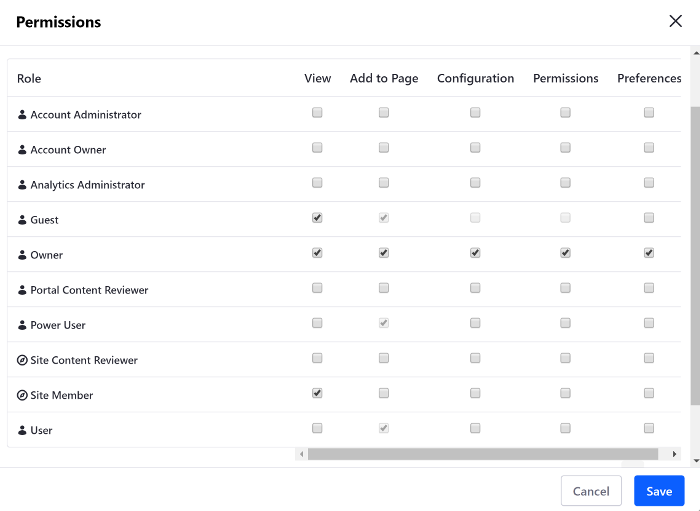 Permissions
Role View Add to Page Configuration Permissions Preferences
Account Administrator
Account Owner
Analytics Administrator
Guest
Owner
Portal Content Reviewer
Power User
Site Content Reviewer
Site Member
User
Cancel Save